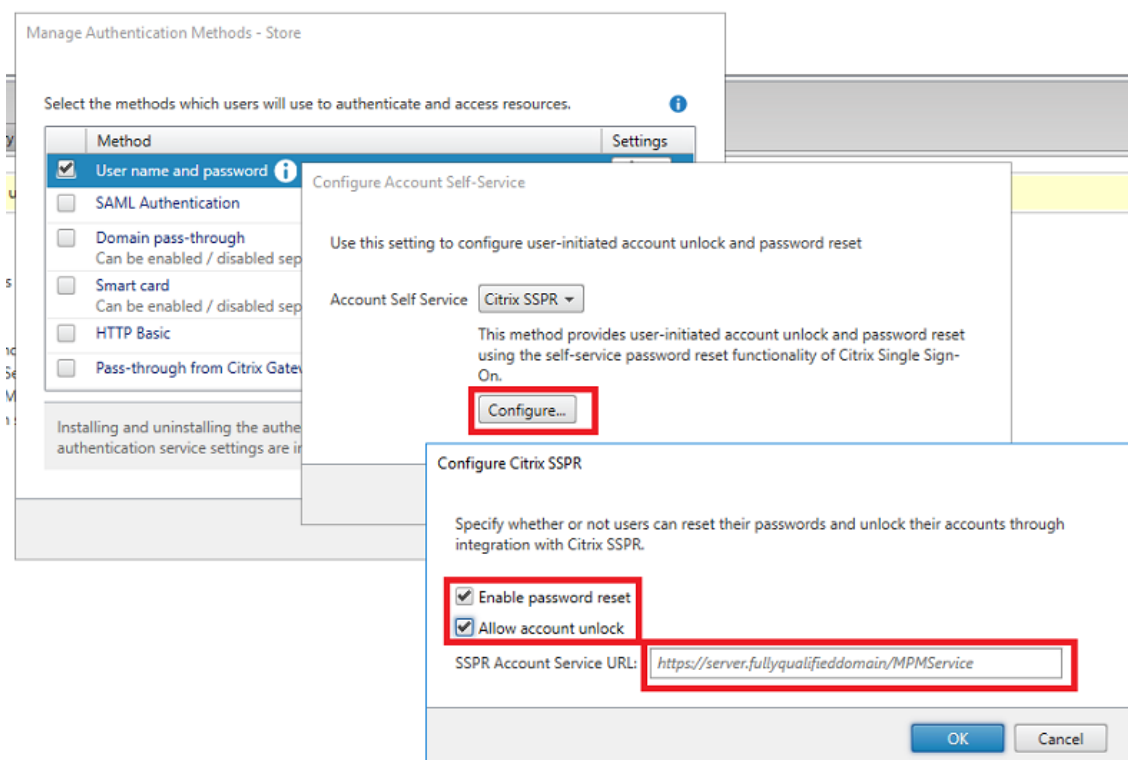 Manage Authentication Methods - Store
Select the methods which users will use to authenticate and access resources.
Method Settings
User name and password
SAML Authentication
Domain pass-through
Can be enabled / disabled sep
Smart card
Can be enabled / disabled sep
HTTP Basic
Pass-through from Citrix Gate
Installing and uninstalling the authe
authentication service settings are in
Configure Account Self-Service
Use this setting to configure user-initiated account unlock and password reset
Account Self Service Citrix SSPR
This method provides user-initiated account unlock and password reset
using the self-service password reset functionality of Citrix Single Sign-
On.
Configure...
Configure Citrix SSPR
Specify whether or not users can reset their passwords and unlock their accounts through
integration with Citrix SSPR.
Enable password reset
Allow account unlock
SSPR Account Service URL: https://server.fullyqualifieddomain/MPMService
OK Cancel